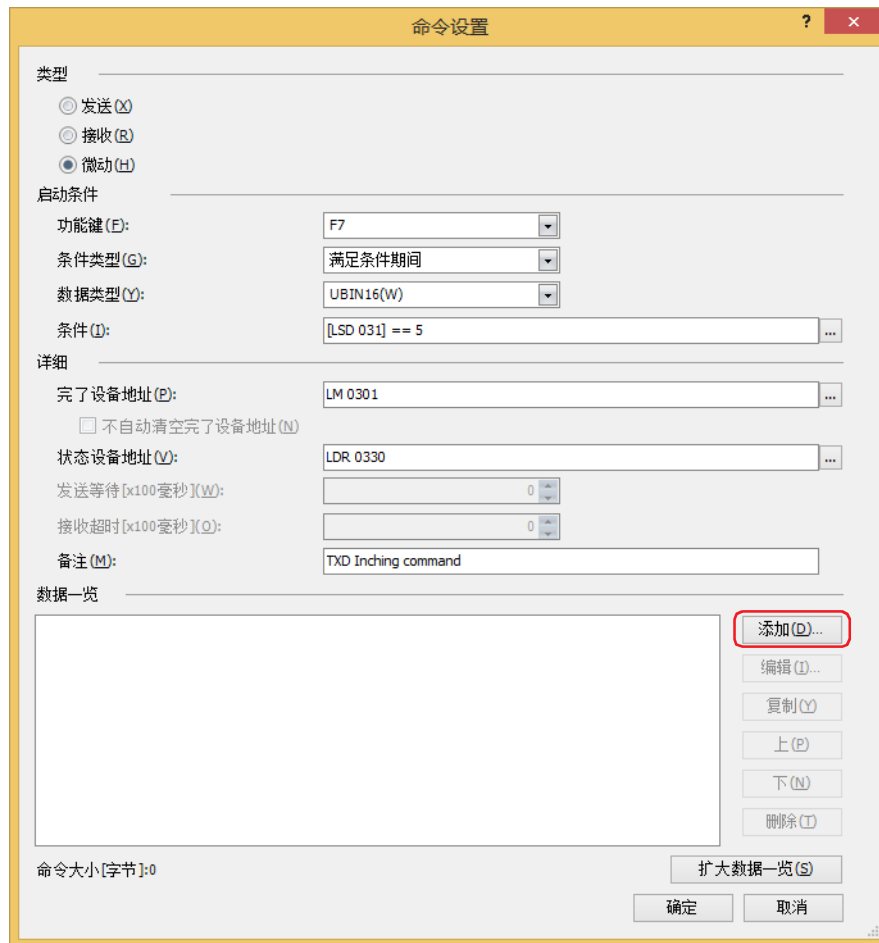 命令设置
?
×
类型
发送(X)
接收(R)
微动(H)
启动条件
功能键(F): F7
条件类型(G): 满足条件期间
数据类型(Y): UBIN16(W)
条件(I): [LSD 031] == 5 ...
详细
完了设备地址(P): LM 0301 ...
不自动清空完了设备地址(N)
状态设备地址(V): LDR 0330 ...
发送等待[x100毫秒](W): 0
接收超时[x100毫秒](O): 0
备注(M): TXD Inching command
数据一览
添加(D)...
编辑(I)...
复制(Y)
上(P)
下(N)
删除(T)
命令大小[字节]:0
扩大数据一览(S)
确定 取消